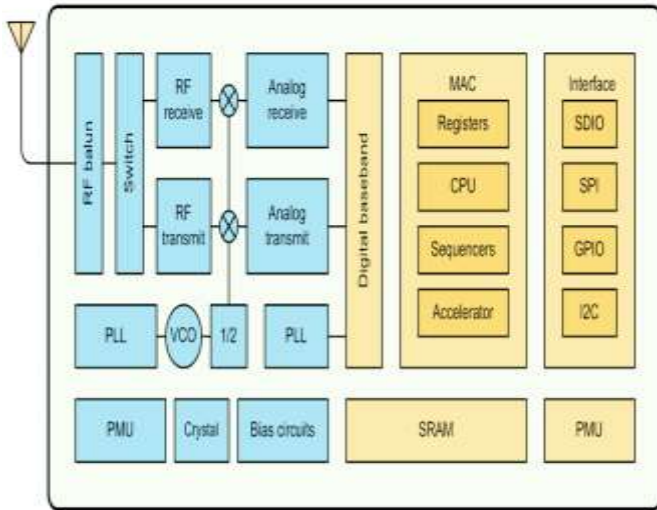 RF balun
Switch
RF
receive
Analog
receive
RF
transmit
Analog
transmit
PLL
VCO
1/2
PLL
Digital baseband
MAC
Registers
CPU
Sequencers
Accelerator
Interface
SDIO
SPI
GPIO
I2C
PMU
Crystal
Bias circuits
SRAM
PMU